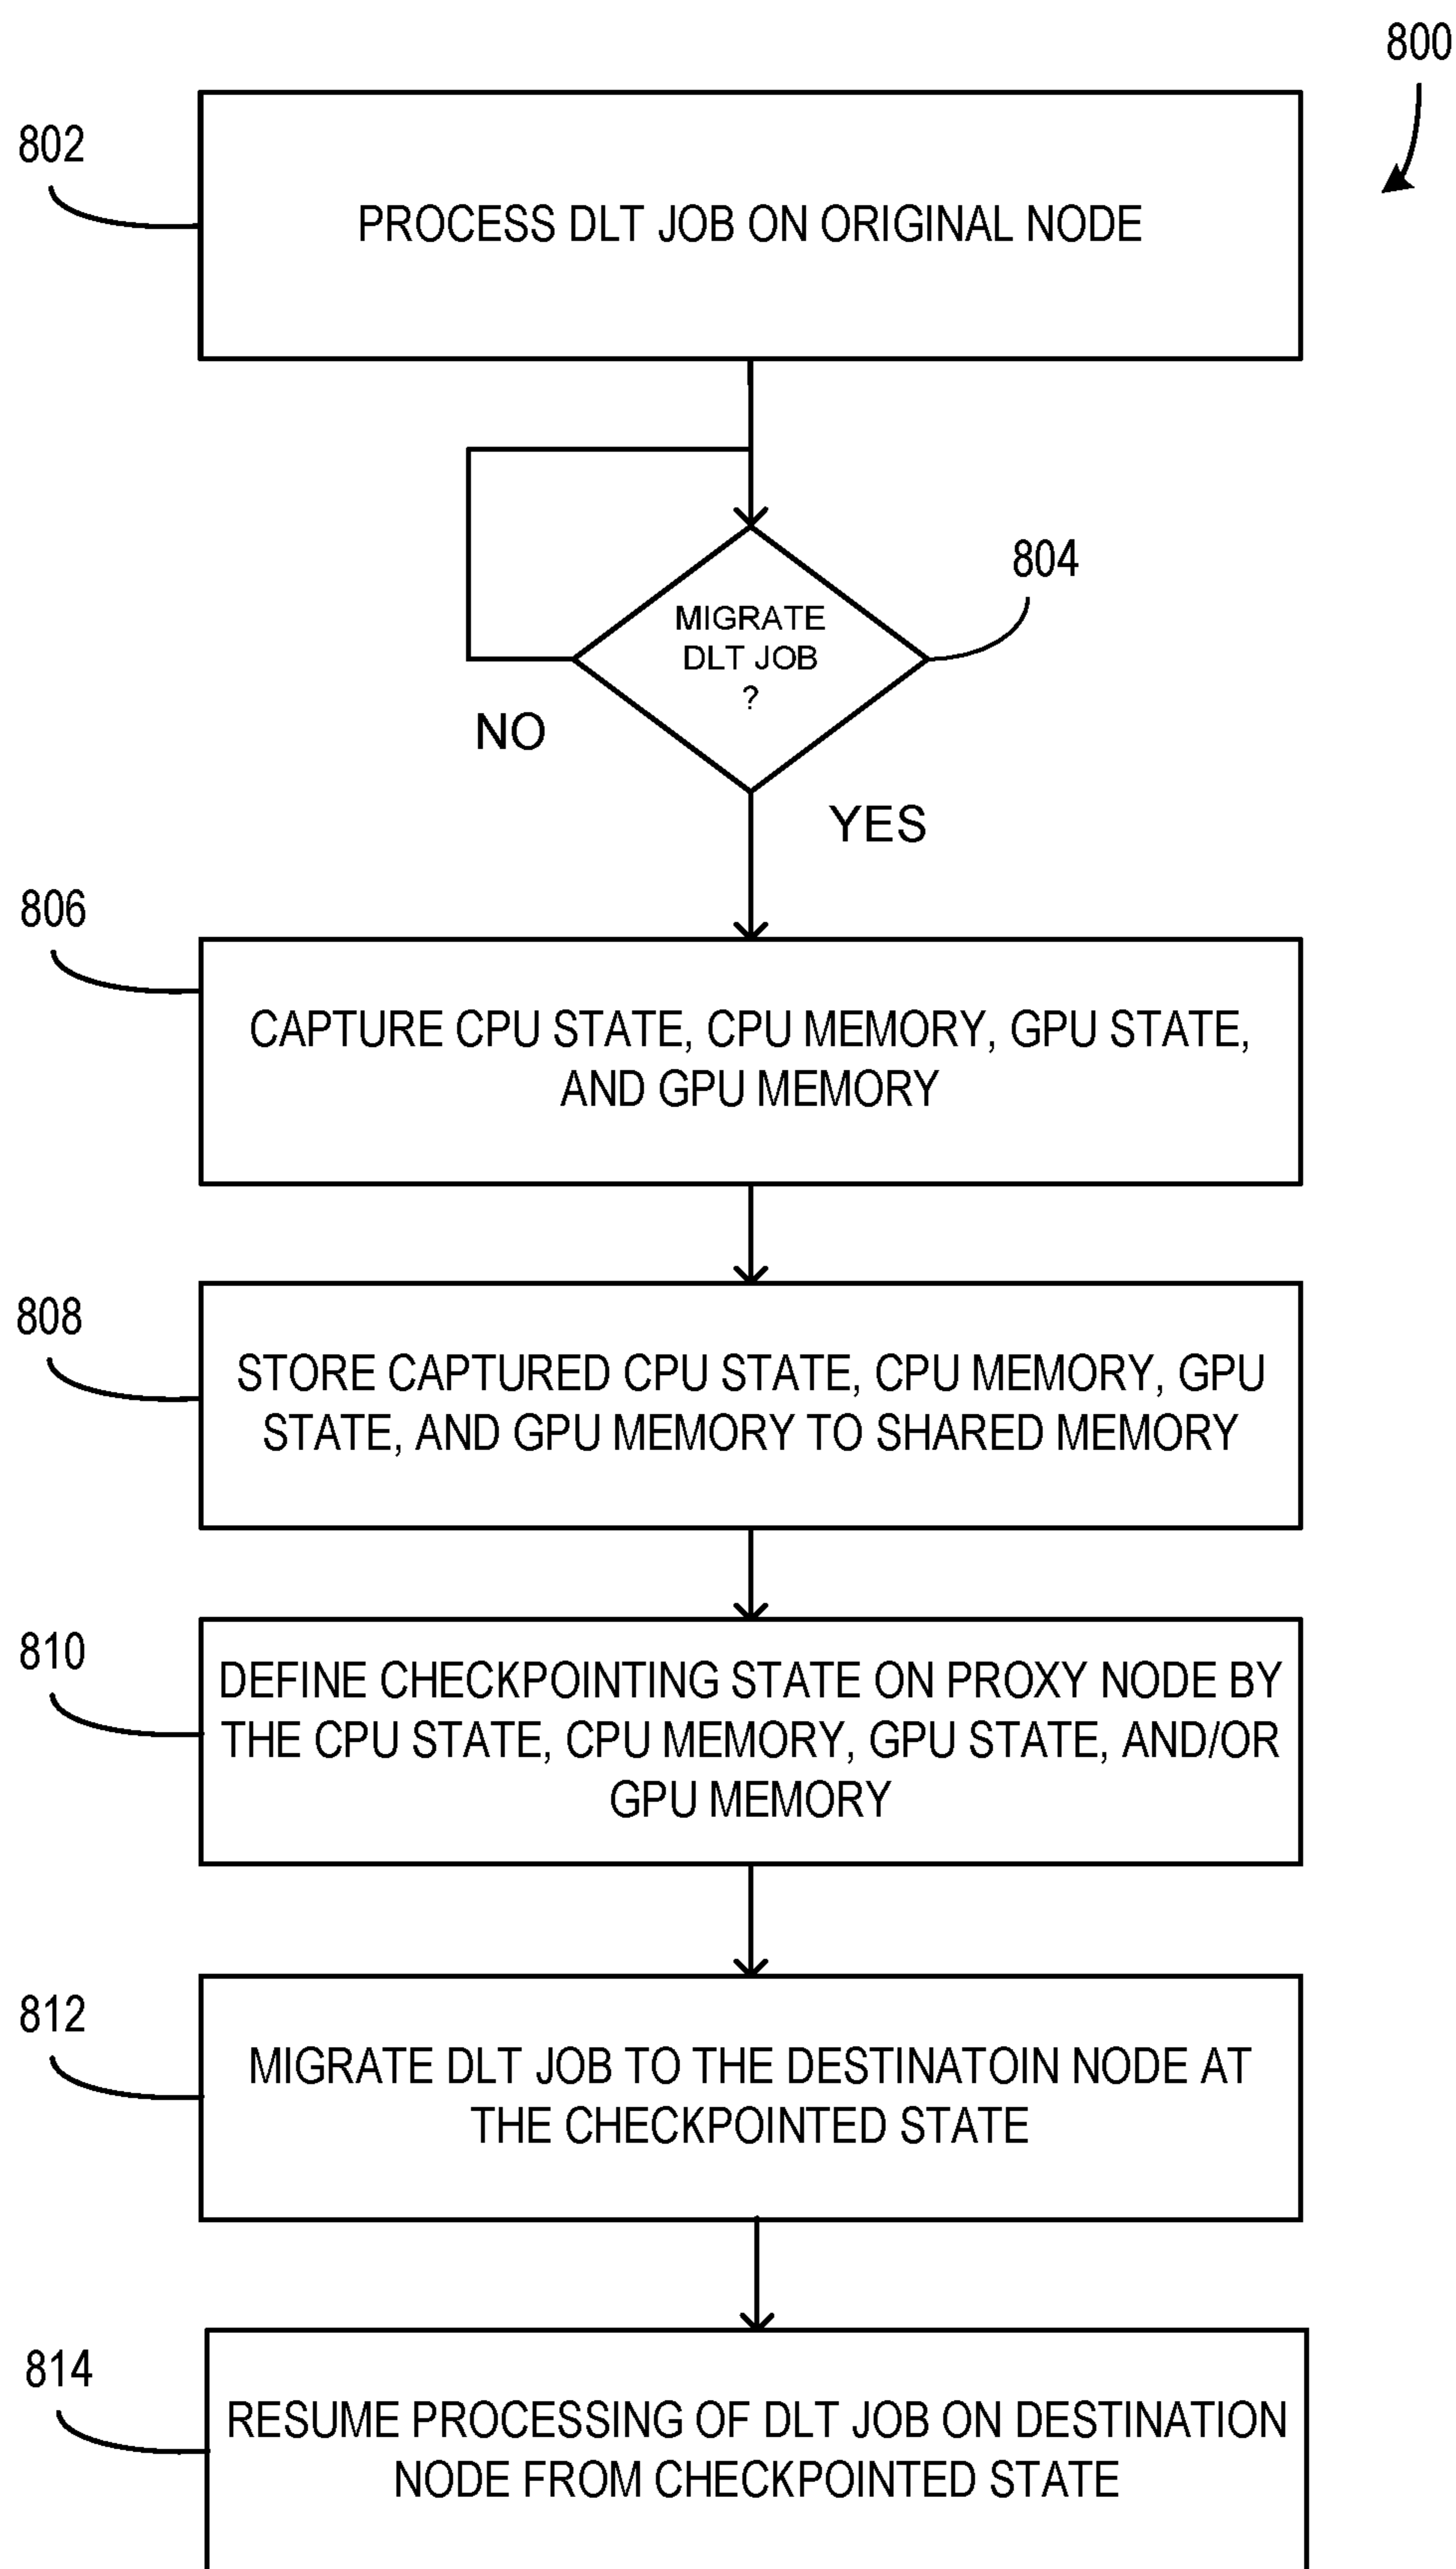 800
802
PROCESS DLT JOB ON ORIGINAL NODE
804
MIGRATE
DLT JOB
?
NO
YES
806
CAPTURE CPU STATE, CPU MEMORY, GPU STATE,
AND GPU MEMORY
808
STORE CAPTURED CPU STATE, CPU MEMORY, GPU
STATE, AND GPU MEMORY TO SHARED MEMORY
810
DEFINE CHECKPOINTING STATE ON PROXY NODE BY
THE CPU STATE, CPU MEMORY, GPU STATE, AND/OR
GPU MEMORY
812
MIGRATE DLT JOB TO THE DESTINATOIN NODE AT
THE CHECKPOINTED STATE
814
RESUME PROCESSING OF DLT JOB ON DESTINATION
NODE FROM CHECKPOINTED STATE